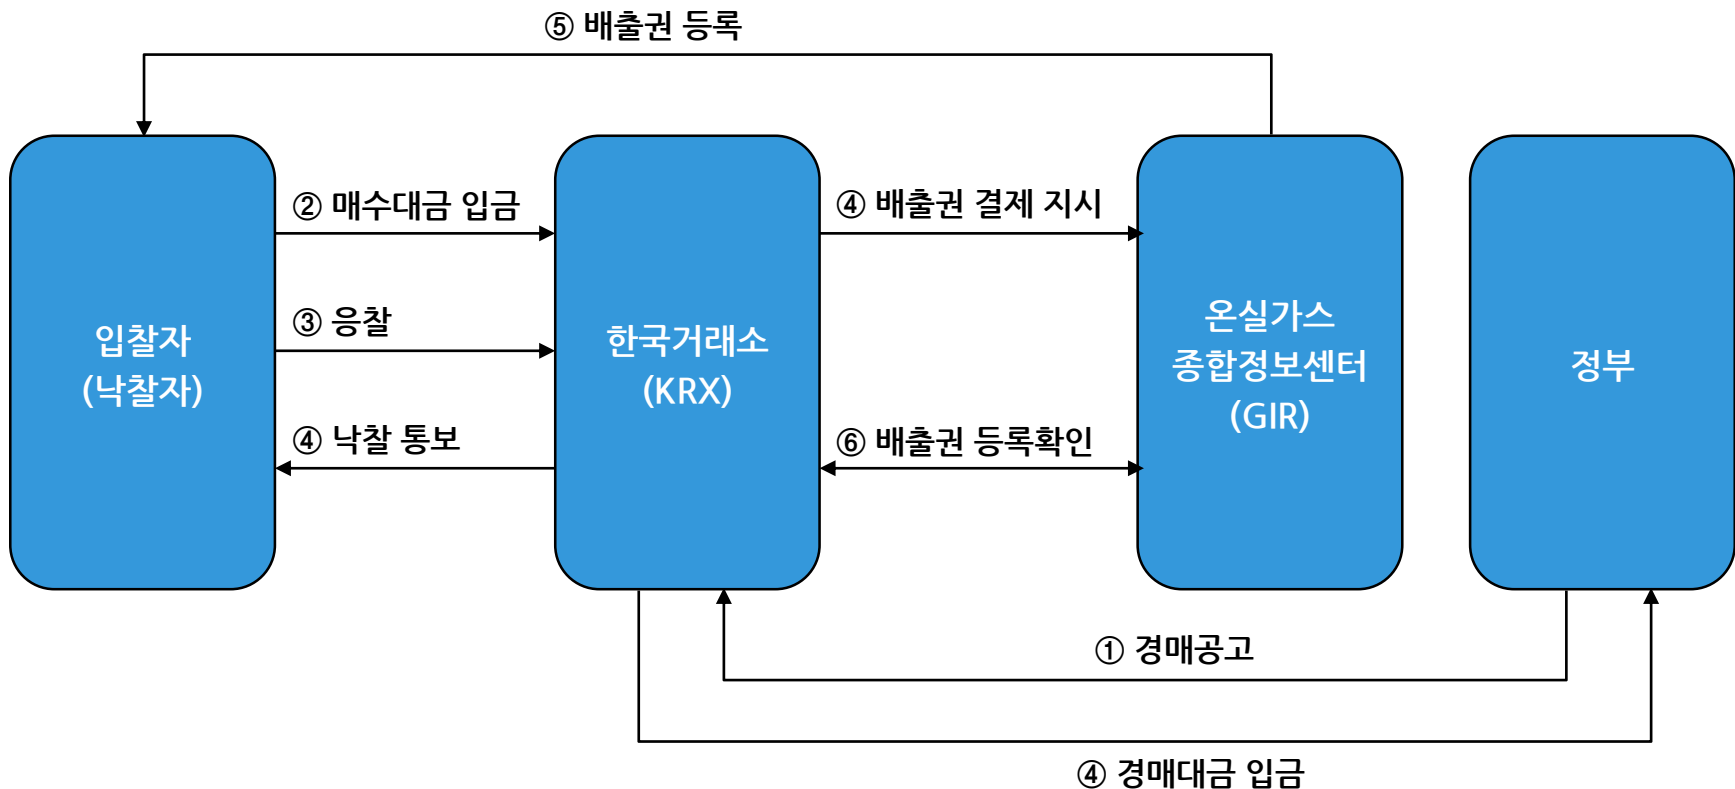 ⑤ 배출권 등록
② 매수대금 입금
④ 배출권 결제 지시
③ 응찰
④ 낙찰 통보
⑥ 배출권 등록확인
입찰자
(낙찰자)
한국거래소
(KRX)
온실가스
종합정보센터
(GIR)
정부
① 경매공고
④ 경매대금 입금